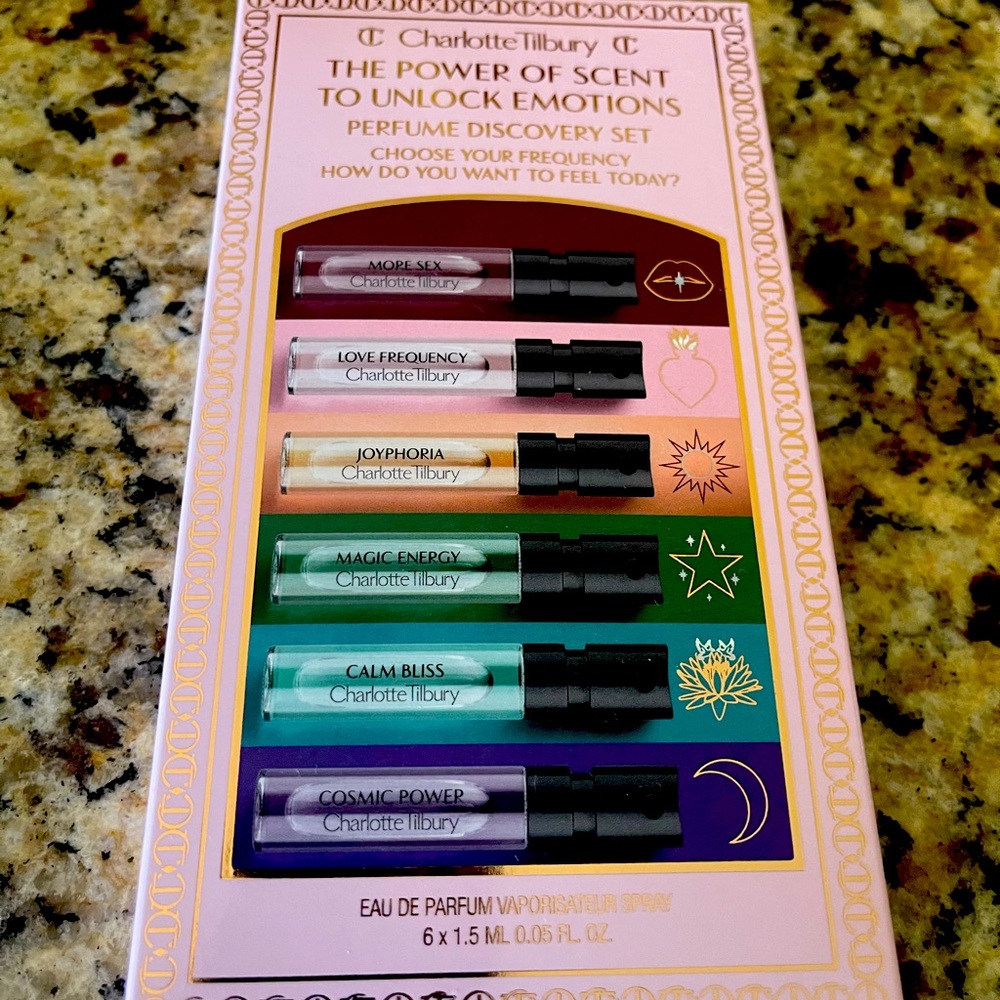 Charlotte Tilbury
THE POWER OF SCENT
TO UNLOCK EMOTIONS
PERFUME DISCOVERY SET
CHOOSE YOUR FREQUENCY
HOW DO YOU WANT TO FEEL TODAY?
MORE SEX
Charlotte Tilbury
LOVE FREQUENCY
Charlotte Tilbury
JOYPHORIA
Charlotte Tilbury
MAGIC ENERGY
Charlotte Tilbury
CALM BLISS
Charlotte Tilbury
COSMIC POWER
Charlotte Tilbury
EAU DE PARFUM VAPORISATEUR SPRAY
6 x 1.5 ML 0.05 FL. OZ.